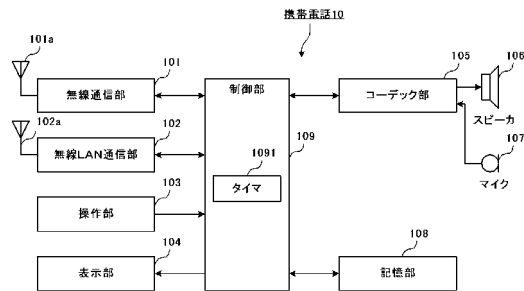 携帯電話10
101a
101
無線通信部
102a
102
無線LAN通信部
103
操作部
104
表示部
制御部
109
1091
タイマ
105
コーデック部
106
スピーカ
107
マイク
108
記憶部